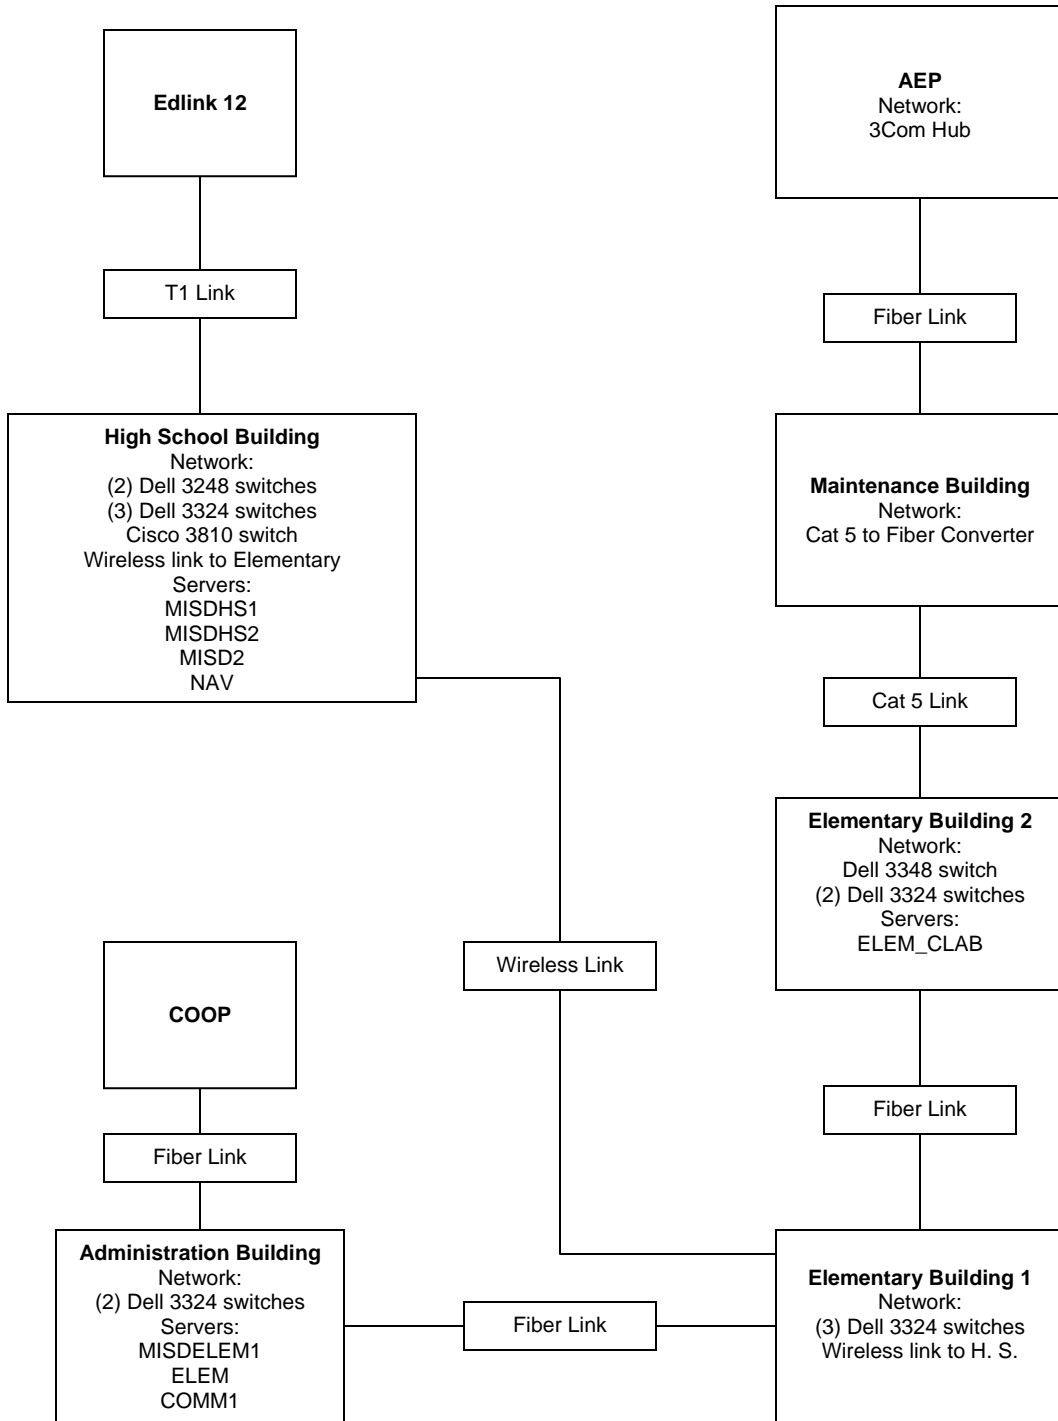 Edlink 12
T1 Link
High School Building
Network:
(2) Dell 3248 switches
(3) Dell 3324 switches
Cisco 3810 switch
Wireless link to Elementary
Servers:
MISDHS1
MISDHS2
MISD2
NAV
AEP
Network:
3Com Hub
Fiber Link
Maintenance Building
Network:
Cat 5 to Fiber Converter
Cat 5 Link
Elementary Building 2
Network:
Dell 3348 switch
(2) Dell 3324 switches
Servers:
ELEM_CLAB
Wireless Link
Fiber Link
COOP
Fiber Link
Administration Building
Network:
(2) Dell 3324 switches
Servers:
MISDELEM1
ELEM
COMM1
Fiber Link
Elementary Building 1
Network:
(3) Dell 3324 switches
Wireless link to H. S.